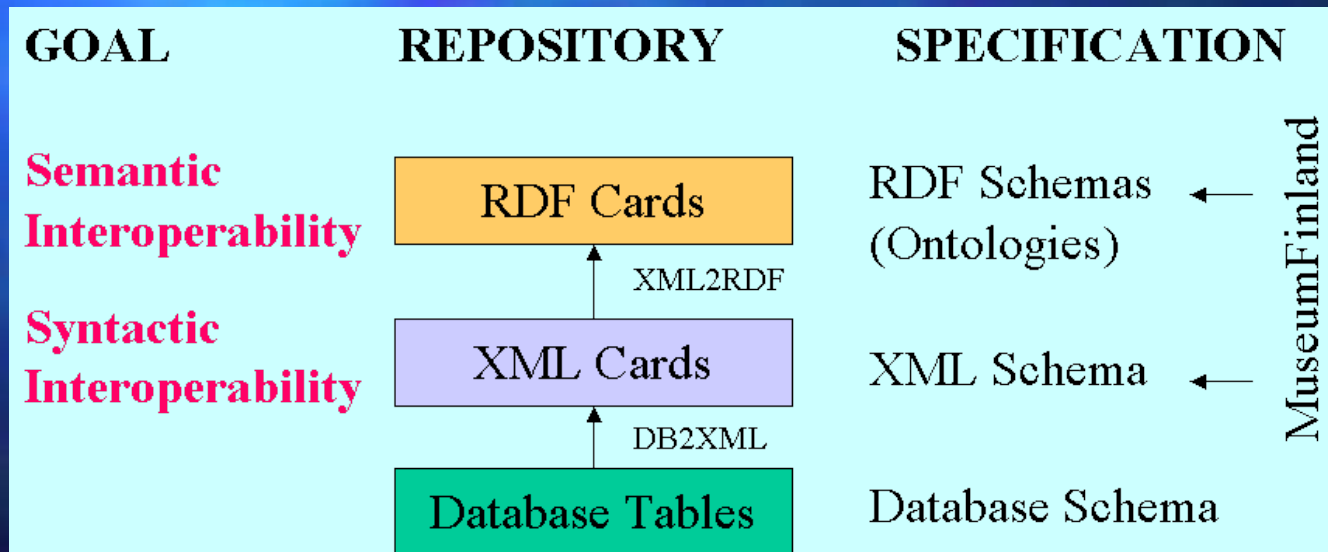 GOAL REPOSITORY SPECIFICATION
Semantic
Interoperability
RDF Cards
RDF Schemas
(Ontologies)
XML2RDF
Syntactic
Interoperability
XML Cards
XML Schema
DB2XML
Database Tables
Database Schema
MuseumFinland